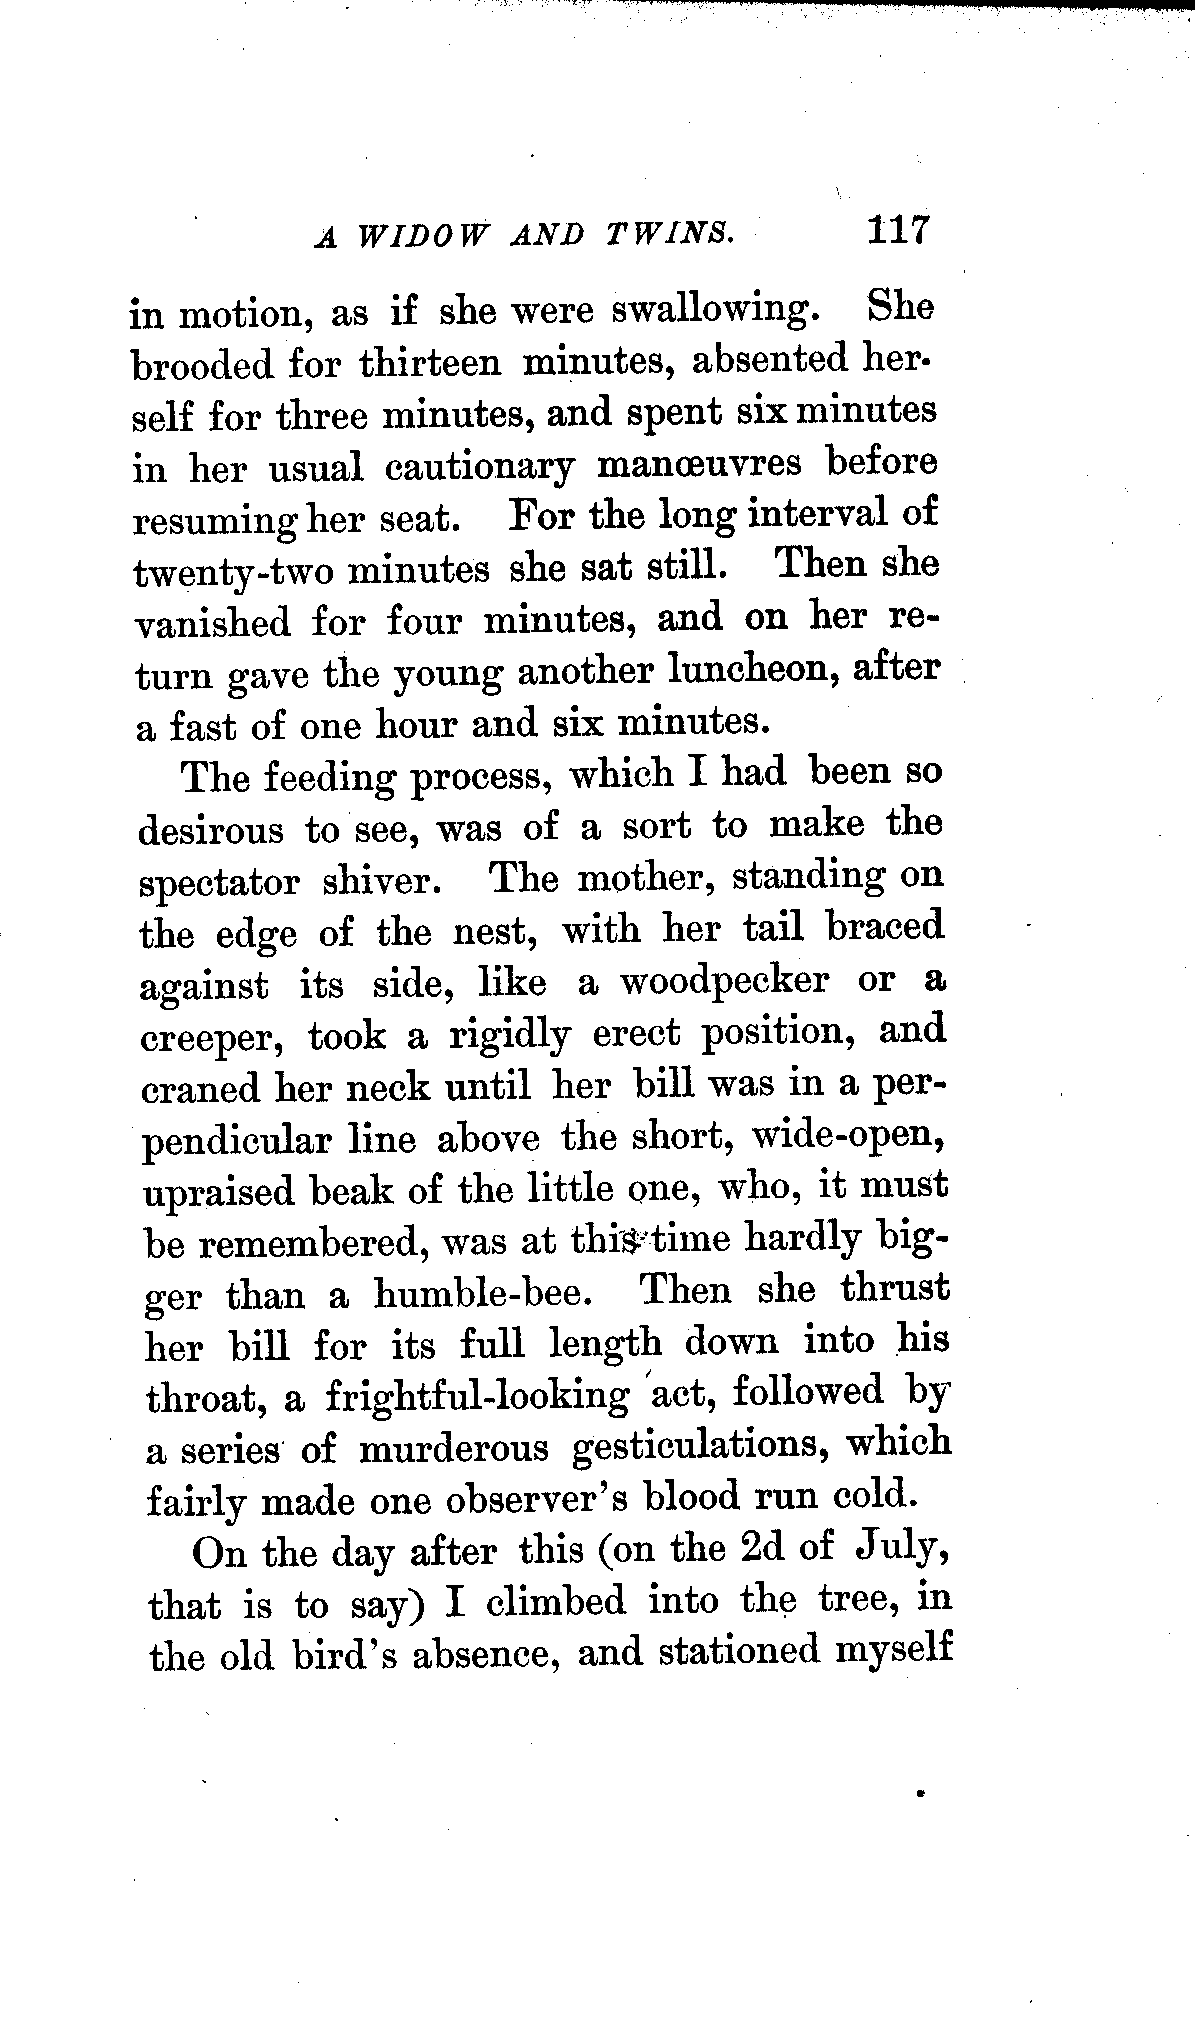 A WIDOW AND TWINS. 117
in motion, as if she were swallowing. She
brooded for thirteen minutes, absented her-
self for three minutes, and spent six minutes
in her usual cautionary manœuvres before
resuming her seat. For the long interval of
twenty-two minutes she sat still. Then she
vanished for four minutes, and on her re-
turn gave the young another luncheon, after
a fast of one hour and six minutes.
The feeding process, which I had been so
desirous to see, was of a sort to make the
spectator shiver. The mother, standing on
the edge of the nest, with her tail braced
against its side, like a woodpecker or a
creeper, took a rigidly erect position, and
craned her neck until her bill was in a per-
pendicular line above the short, wide-open,
upraised beak of the little one, who, it must
be remembered, was at this time hardly big-
ger than a humble-bee. Then she thrust
her bill for its full length down into his
throat, a frightful-looking act, followed by
a series of murderous gesticulations, which
fairly made one observer's blood run cold.
On the day after this (on the 2d of July,
that is to say) I climbed into the tree, in
the old bird's absence, and stationed myself